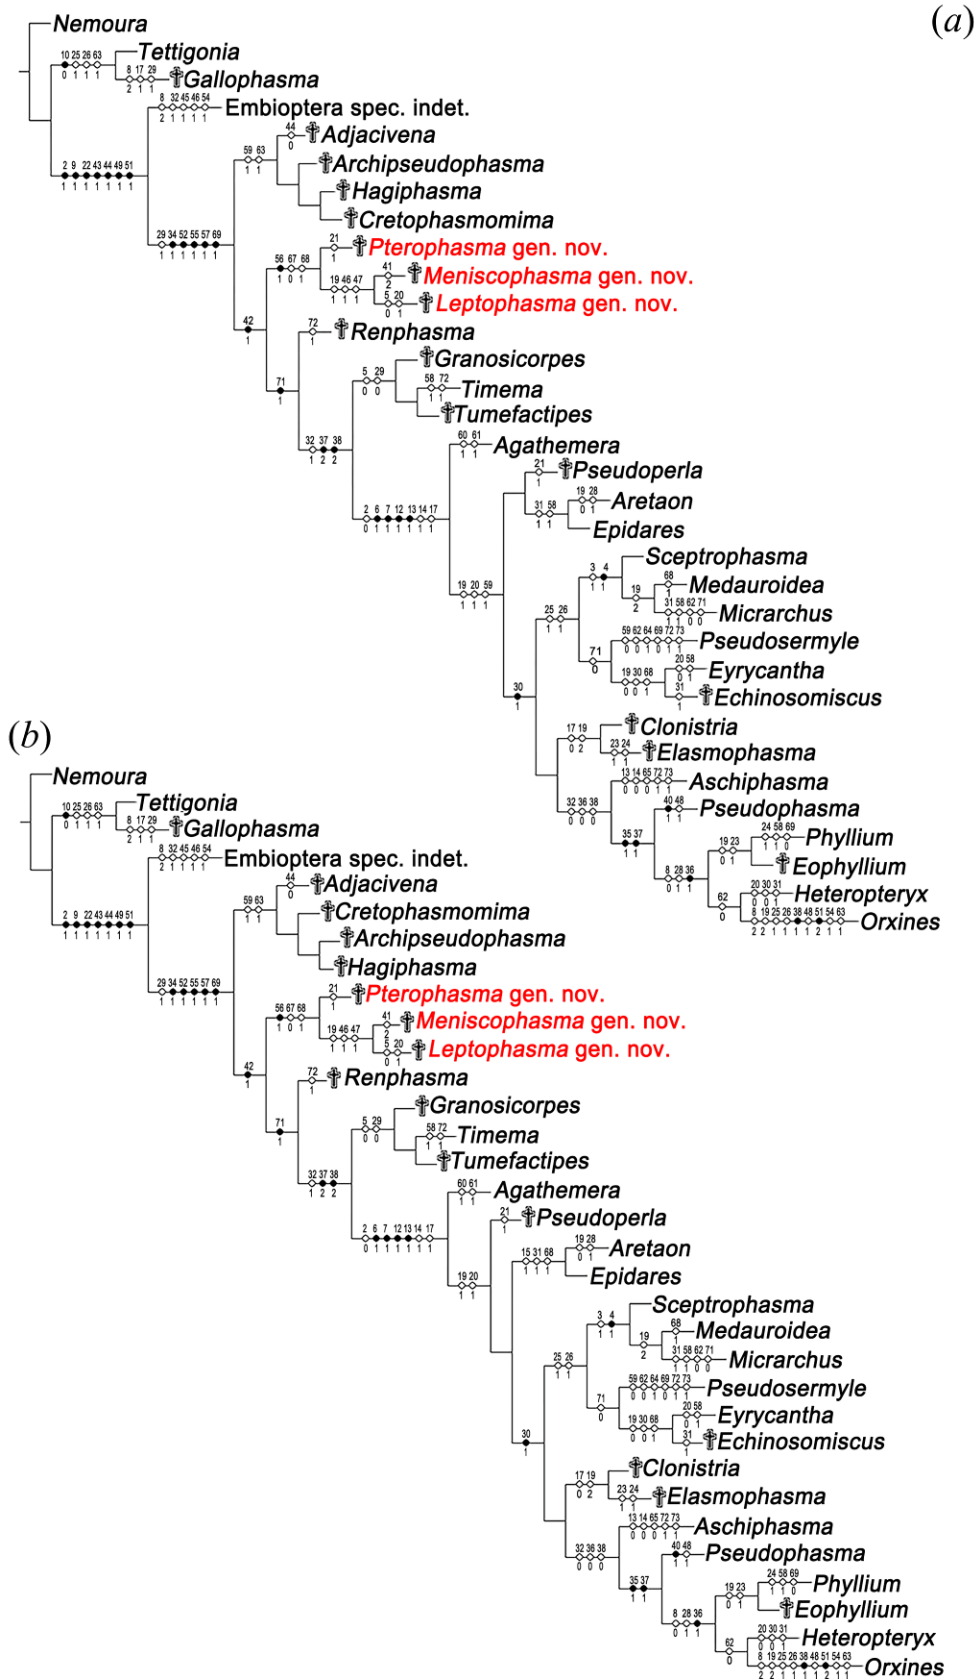 (a)
Nemoura
10 25 26 63
0 1 1 1
Tettigonia
8 17 29
2 1 1
Gallophasma
8 32 45 46 54
2 1 1 1 1
Embioptera spec. indet.
2 9 22 43 44 49 51
1 1 1 1 1 1 1
44
0
Adjacivena
59 63
1 1
Archipseudophasma
Hagiphasma
Cretophasmomima
29 34 52 55 57 69
1 1 1 1 1 1
21
1
Pterophasma gen. nov.
56 67 68
1 0 1
41
2
Meniscophasma gen. nov.
19 46 47
1 1 1
5 20
0 1
Leptophasma gen. nov.
42
1
72
1
Renphasma
71
1
Granosicorpes
5 29
0 0
58 72
1 1
Timema
Tumefactipes
32 37 38
1 2 2
60 61
1 1
Agathemera
21
1
Pseudoperla
2 6 7 12 13 14 17
0 1 1 1 1 1 1
19 28
0 1
Aretaon
31 58
1 1
Epidares
19 20 59
1 1 1
Sceptrophasma
3 4
1 1
68
1
Medauroidea
19
2
31 58 62 71
1 1 0 0
Micrarchus
25 26
1 1
59 62 64 69 72 73
0 0 1 0 1 1
Pseudosermyle
71
0
20 58
0 1
Eyrycantha
19 30 68
0 0 1
31
1
Echinosomiscus
30
1
Clonistria
17 19
0 2
23 24
1 1
Elasmophasma
13 14 65 72 73
0 0 0 1 1
Aschiphasma
32 36 38
0 0 0
40 48
1 1
Pseudophasma
35 37
1 1
24 58 69
1 1 0
Phyllium
19 23
0 1
Eophyllium
8 28 36
0 1 1
20 30 31
0 0 1
Heteropteryx
62
0
8 19 25 26 38 48 51 54 63
2 2 1 1 1 1 2 1 1
Orxines
(b)
Nemoura
10 25 26 63
0 1 1 1
Tettigonia
8 17 29
2 1 1
Gallophasma
8 32 45 46 54
2 1 1 1 1
Embioptera spec. indet.
2 9 22 43 44 49 51
1 1 1 1 1 1 1
44
0
Adjacivena
59 63
1 1
Cretophasmomima
Archipseudophasma
Hagiphasma
29 34 52 55 57 69
1 1 1 1 1 1
21
1
Pterophasma gen. nov.
56 67 68
1 0 1
41
2
Meniscophasma gen. nov.
19 46 47
1 1 1
5 20
0 1
Leptophasma gen. nov.
42
1
72
1
Renphasma
71
1
Granosicorpes
5 29
0 0
58 72
1 1
Timema
Tumefactipes
32 37 38
1 2 2
60 61
1 1
Agathemera
21
1
Pseudoperla
2 6 7 12 13 14 17
0 1 1 1 1 1 1
19 28
0 1
Aretaon
15 31 68
1 1 1
Epidares
19 20
1 1
Sceptrophasma
3 4
1 1
68
1
Medauroidea
19
2
31 58 62 71
1 1 0 0
Micrarchus
25 26
1 1
59 62 64 69 72 73
0 0 1 0 1 1
Pseudosermyle
71
0
20 58
0 1
Eyrycantha
19 30 68
0 0 1
31
1
Echinosomiscus
30
1
Clonistria
17 19
0 2
23 24
1 1
Elasmophasma
13 14 65 72 73
0 0 0 1 1
Aschiphasma
32 36 38
0 0 0
40 48
1 1
Pseudophasma
35 37
1 1
24 58 69
1 1 0
Phyllium
19 23
0 1
Eophyllium
8 28 36
0 1 1
20 30 31
0 0 1
Heteropteryx
62
0
8 19 25 26 38 48 51 54 63
2 2 1 1 1 1 2 1 1
Orxines